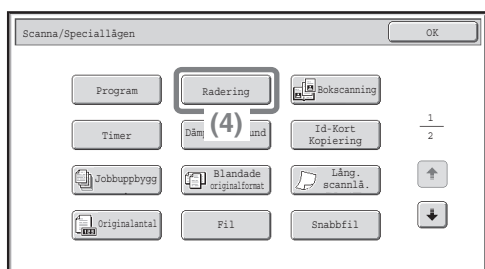 Scanna/Speciallägen
OK
Program
Radering
Bokscanning
(4)
Timer
Dämp und
Id-Kort
Kopiering
1
2
Jobbuppbygg
Blandade
originalformat
Lång.
scannlä.
Originalantal
123
Fil
Snabbfil